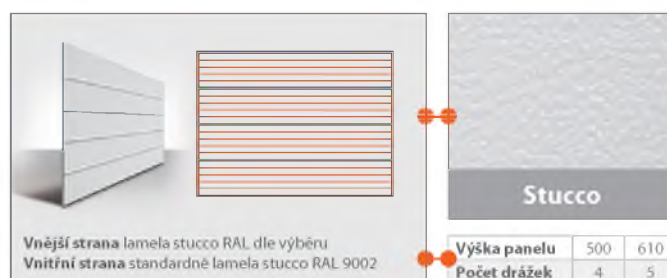 Vnější strana lamela stucco RAL dle výběru
Vnitřní strana standardně lamela stucco RAL 9002
Stucco
Výška panelu 500 610
Počet drážek 4 5